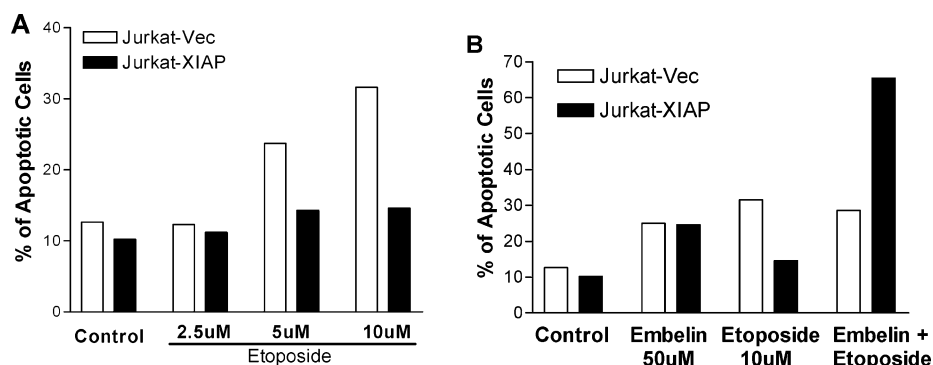 A
% of Apoptotic Cells
40
30
20
10
0
Jurkat-Vec
Jurkat-XIAP
Control
2.5uM
5uM
10uM
Etoposide
B
% of Apoptotic Cells
70
60
50
40
30
20
10
0
Jurkat-Vec
Jurkat-XIAP
Control
Embelin
50uM
Etoposide
10uM
Embelin +
Etoposide